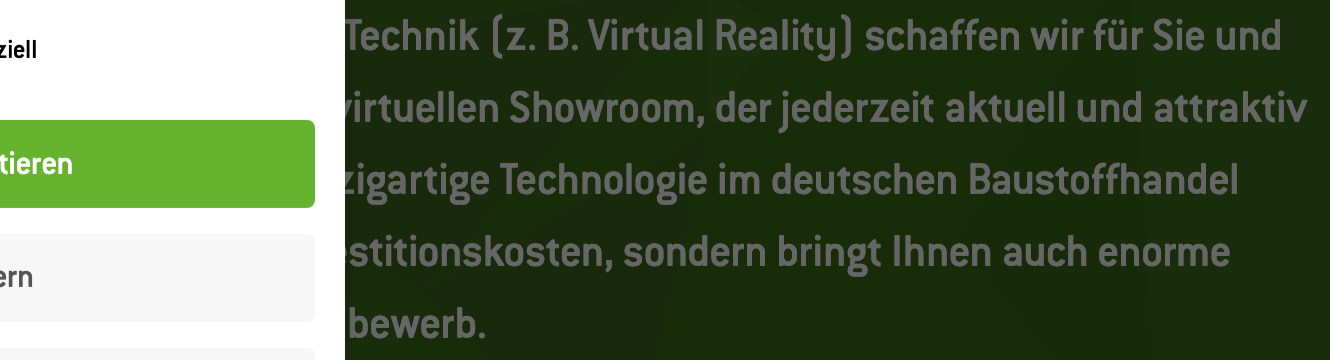 ziell
tieren
ern
Technik (z. B. Virtual Reality) schaffen wir für Sie und
virtuellen Showroom, der jederzeit aktuell und attraktiv
zigartige Technologie im deutschen Baustoffhandel
estitionskosten, sondern bringt Ihnen auch enorme
bewerb.